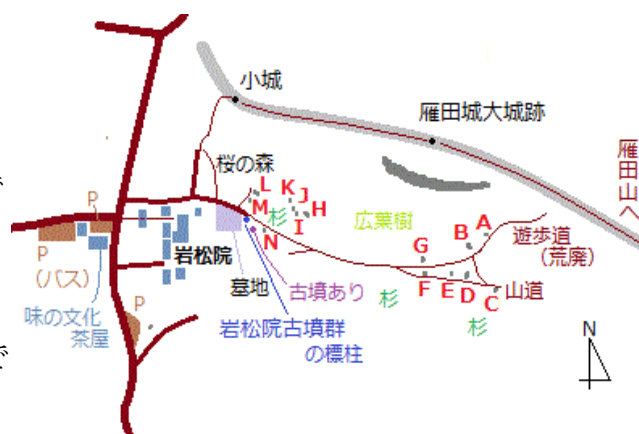 小城
雁田城大城跡
雁田山へ
桜の森
で
L
K
J
M
H
杉
I
N
広葉樹
A
B
G
遊歩道
(荒廃)
P
P
(バス)
岩松院
墓地
古墳あり
F
E
D
C
山道
杉
杉
P
味の文化
茶屋
岩松院古墳群
の標柱
で
N